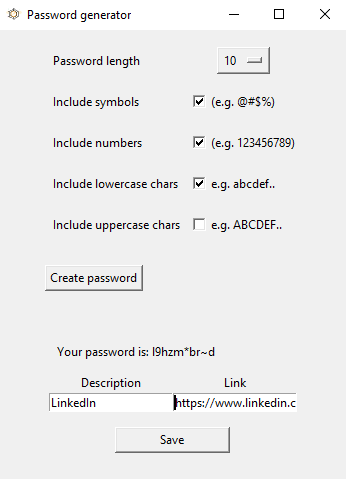 Password generator
Password length 10
Include symbols (e.g. @#$%)
Include numbers (e.g. 123456789)
Include lowercase chars e.g. abcdef..
Include uppercase chars e.g. ABCDEF..
Create password
Your password is: l9hzm*br~d
Description Link
LinkedIn https://www.linkedin.c
Save